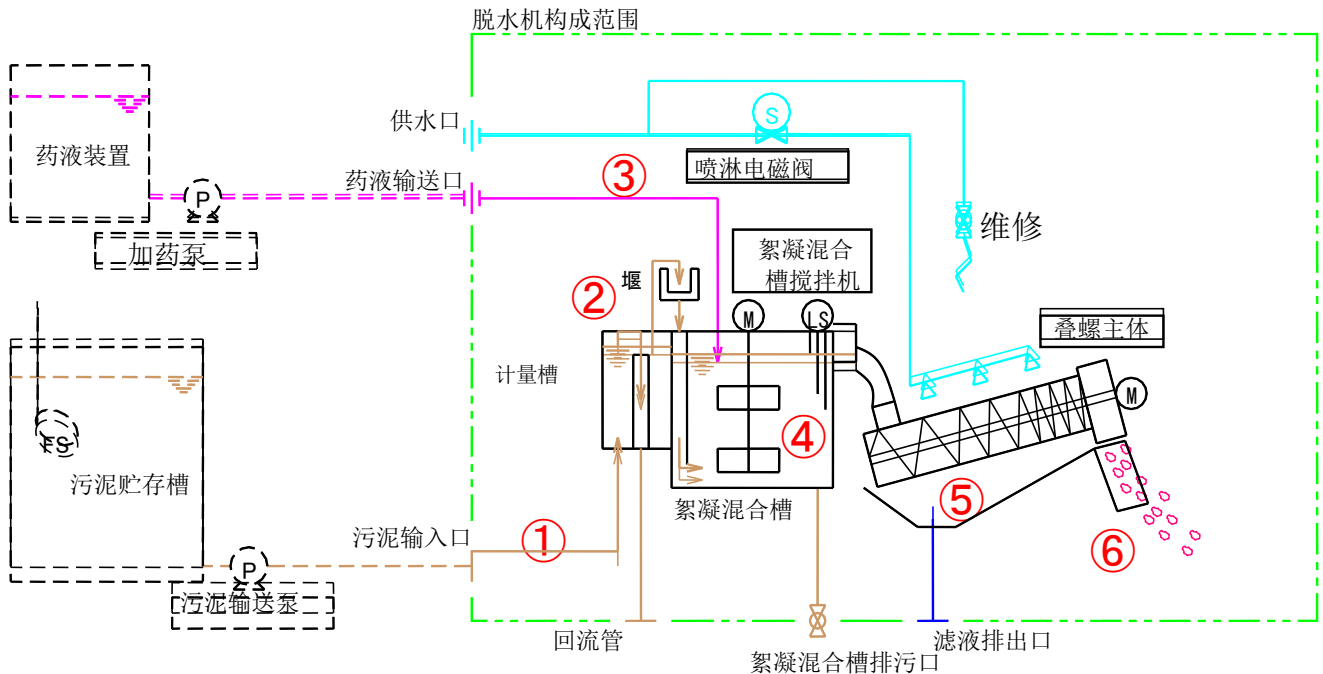 脱水机构成范围
供水口
S
喷淋电磁阀
药液装置
药液输送口
③
P
加药泵
维修
絮凝混合
槽搅拌机
堰
②
M
LS
叠螺主体
计量槽
M
FS
④
污泥贮存槽
⑤
絮凝混合槽
污泥输入口
①
⑥
P
污泥输送泵
回流管
滤液排出口
絮凝混合槽排污口